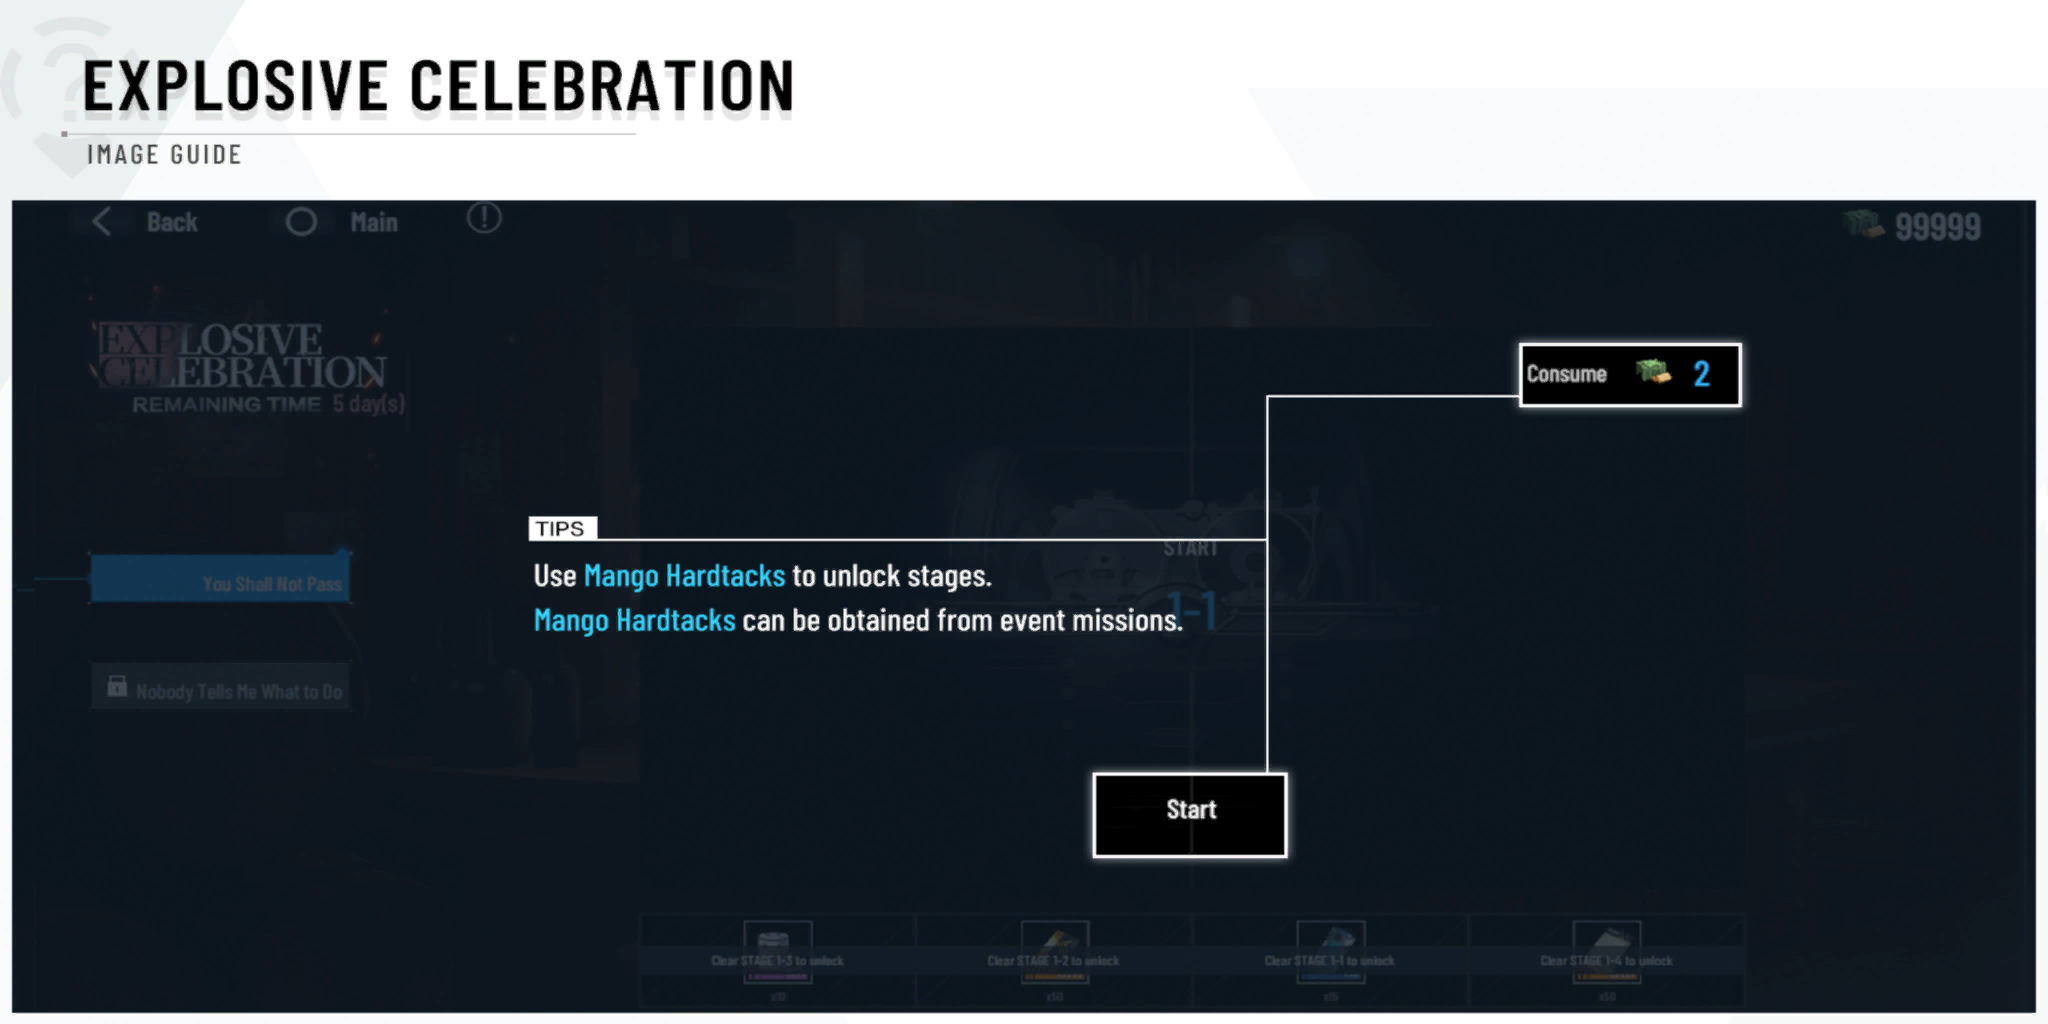 EXPLOSIVE CELEBRATION
IMAGE GUIDE
Back
Main
99999
EXPLOSIVE
CELEBRATION
REMAINING TIME 5 day(s)
Consume 2
TIPS
START
Use Mango Hardtacks to unlock stages.
You Shall Not Pass
1-1
Mango Hardtacks can be obtained from event missions.
Nobody Tells Me What to Do
Start
Clear STAGE 1-3 to unlock
Clear STAGE 1-2 to unlock
Clear STAGE 1-1 to unlock
Clear STAGE 1-4 to unlock
x50
x15
x50